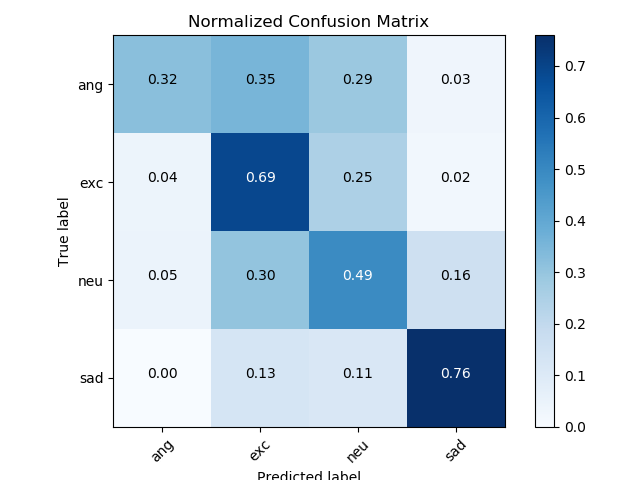 Normalized Confusion Matrix
ang 0.32 0.35 0.29 0.03
exc 0.04 0.69 0.25 0.02
neu 0.05 0.30 0.49 0.16
sad 0.00 0.13 0.11 0.76
ang exc neu sad
True label
Predicted label
0.7
0.6
0.5
0.4
0.3
0.2
0.1
0.0